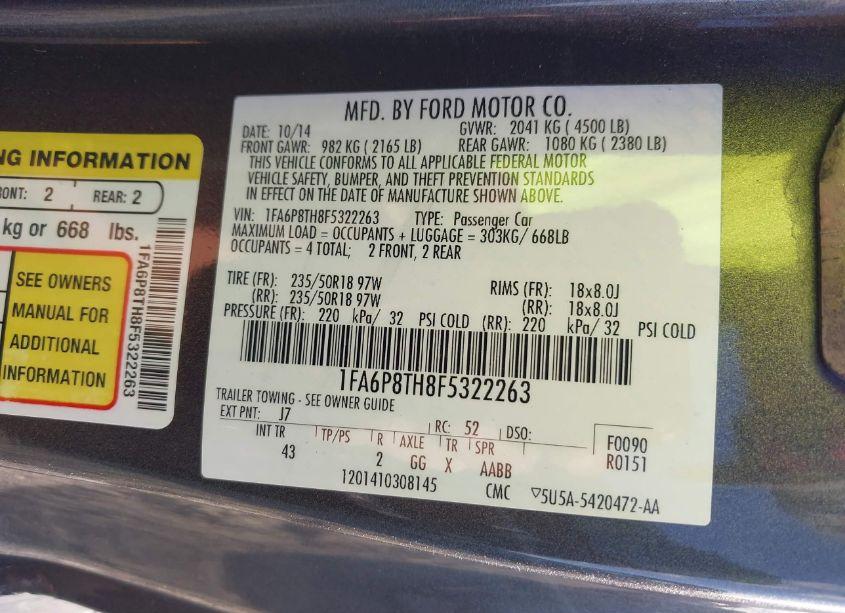 NG INFORMATION
ONT: 2 REAR: 2
kg or 668 lbs.
SEE OWNERS
MANUAL FOR
ADDITIONAL
INFORMATION
1FA6P8TH8F5322263
MFD. BY FORD MOTOR CO.
DATE: 10/14 GVWR: 2041 KG ( 4500 LB)
FRONT GAWR: 982 KG ( 2165 LB) REAR GAWR: 1080 KG ( 2380 LB)
THIS VEHICLE CONFORMS TO ALL APPLICABLE FEDERAL MOTOR
VEHICLE SAFETY, BUMPER, AND THEFT PREVENTION STANDARDS
IN EFFECT ON THE DATE OF MANUFACTURE SHOWN ABOVE.
VIN: 1FA6P8TH8F5322263 TYPE: Passenger Car
MAXIMUM LOAD = OCCUPANTS + LUGGAGE = 303KG/ 668LB
OCCUPANTS = 4 TOTAL; 2 FRONT, 2 REAR
TIRE (FR): 235/50R18 97W RIMS (FR): 18x8.0J
(RR): 235/50R18 97W (RR): 18x8.0J
PRESSURE (FR): 220 kPa/ 32 PSI COLD (RR): 220 kPa/ 32 PSI COLD
1FA6P8TH8F5322263
TRAILER TOWING - SEE OWNER GUIDE
EXT PNT: J7 RC: 52 DSO: F0090
INT TR TP/PS R AXLE TR SPR R0151
43 2 GG X AABB
1201410308145 CMC ▽5U5A-5420472-AA